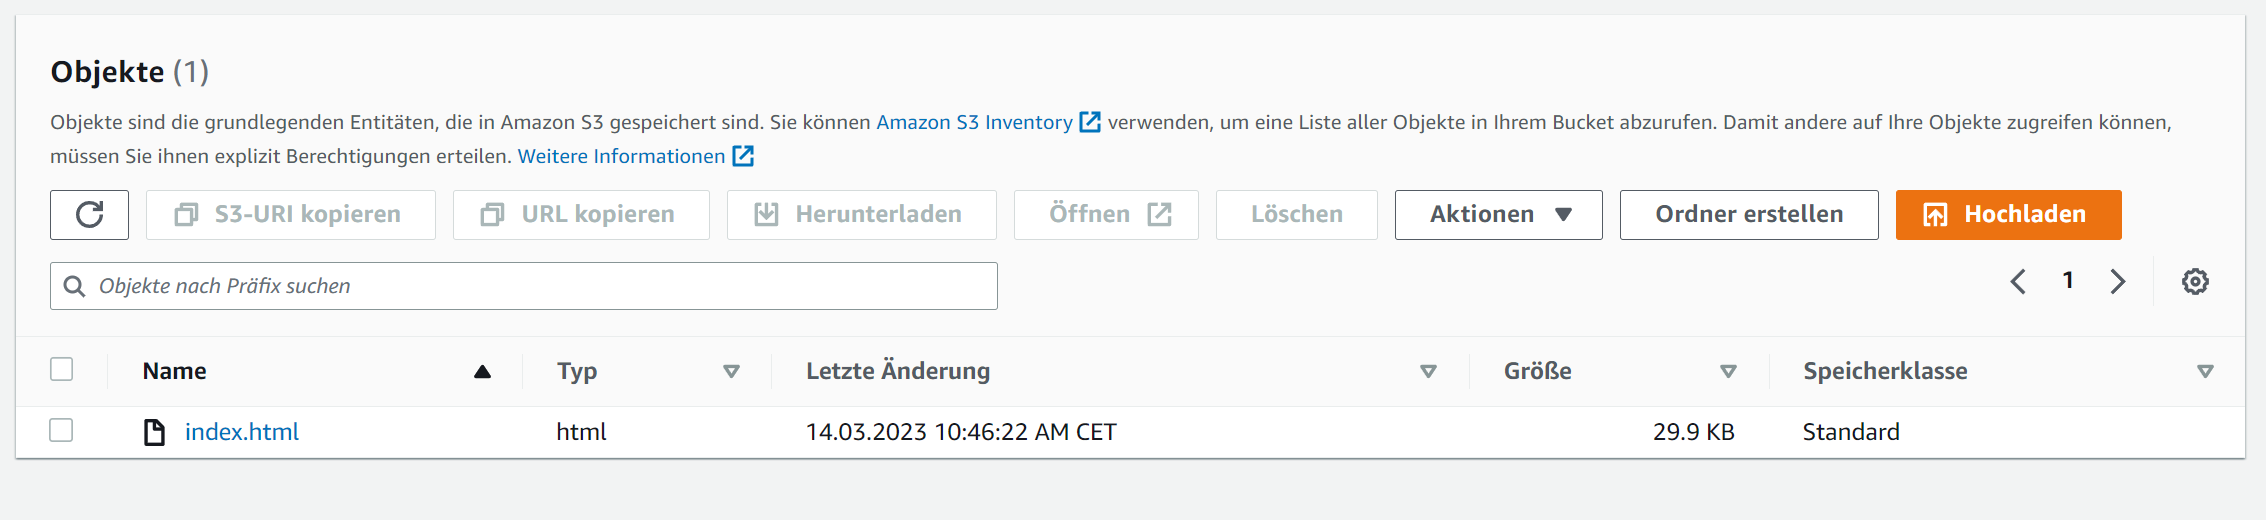 Objekte (1)
Objekte sind die grundlegenden Entitäten, die in Amazon S3 gespeichert sind. Sie können Amazon S3 Inventory verwenden, um eine Liste aller Objekte in Ihrem Bucket abzurufen. Damit andere auf Ihre Objekte zugreifen können,
müssen Sie ihnen explizit Berechtigungen erteilen. Weitere Informationen
S3-URI kopieren URL kopieren Herunterladen Öffnen Löschen Aktionen Ordner erstellen Hochladen
Objekte nach Präfix suchen 1
Name Typ Letzte Änderung Größe Speicherklasse
index.html html 14.03.2023 10:46:22 AM CET 29.9 KB Standard